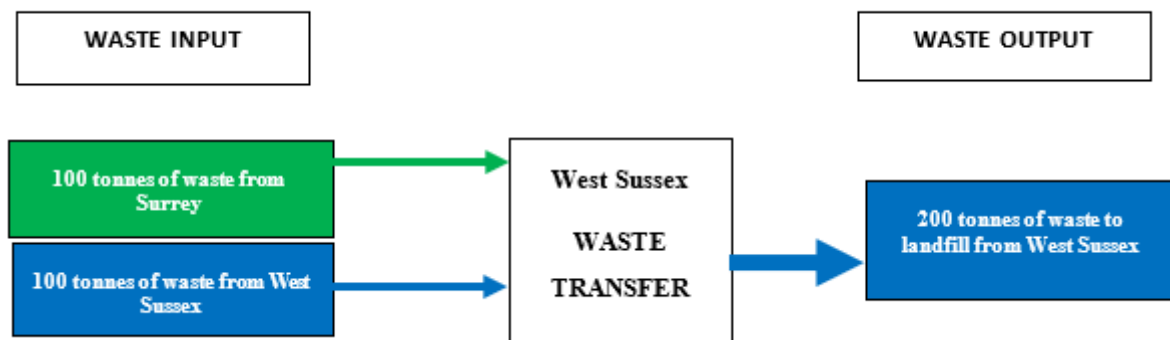 WASTE INPUT
WASTE OUTPUT
100 tonnes of waste from
Surrey
100 tonnes of waste from West
Sussex
West Sussex
WASTE
TRANSFER
200 tonnes of waste to
landfill from West Sussex